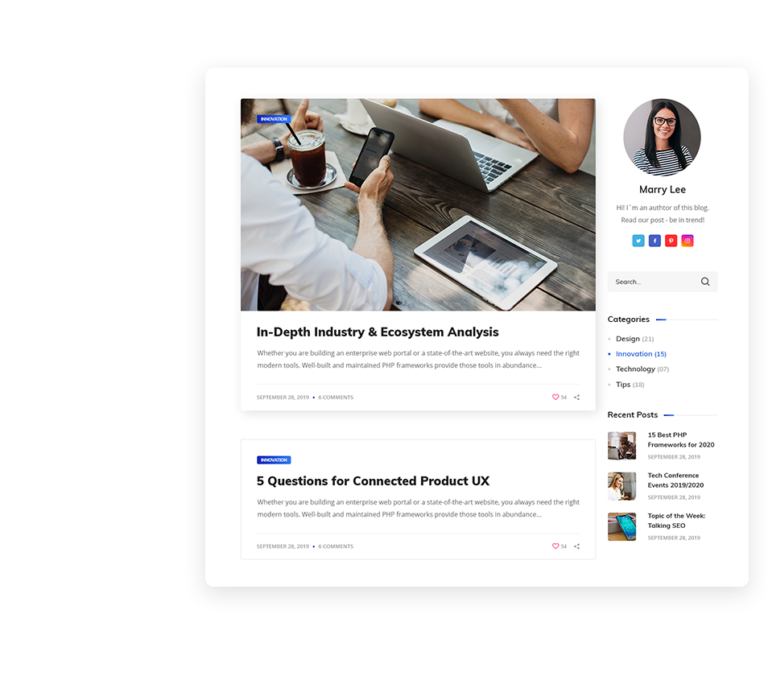 INNOVATION
In-Depth Industry & Ecosystem Analysis
Whether you are building an enterprise web portal or a state-of-the-art website, you always need the right
modern tools. Well-built and maintained PHP frameworks provide those tools in abundance...
SEPTEMBER 28, 2019 • 6 COMMENTS
54
INNOVATION
5 Questions for Connected Product UX
Whether you are building an enterprise web portal or a state-of-the-art website, you always need the right
modern tools. Well-built and maintained PHP frameworks provide those tools in abundance...
SEPTEMBER 28, 2019 • 6 COMMENTS
54
Marry Lee
Hi! I`m an authtor of this blog.
Read our post - be in trend!
Search...
Categories
Design (21)
Innovation (15)
Technology (07)
Tips (18)
Recent Posts
15 Best PHP
Frameworks for 2020
SEPTEMBER 28, 2019
Tech Conference
Events 2019/2020
SEPTEMBER 28, 2019
Topic of the Week:
Talking SEO
SEPTEMBER 28, 2019